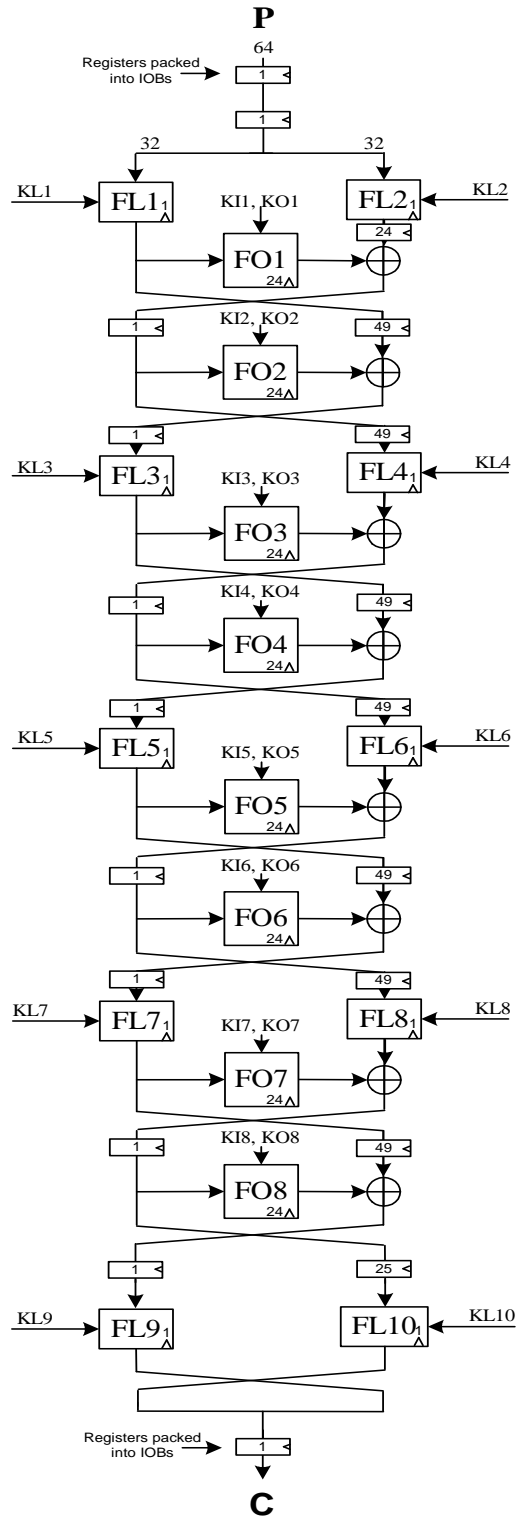 P
64
Registers packed
into IOBs
1
1
32 32
KL1 FL1 1 KI1, KO1 FL2 1 KL2
24
FO1
24
KI2, KO2
1 49
FO2
24
1 49
KL3 FL3 1 KI3, KO3 FL4 1 KL4
FO3
24
KI4, KO4
1 49
FO4
24
1 49
KL5 FL5 1 KI5, KO5 FL6 1 KL6
FO5
24
KI6, KO6
1 49
FO6
24
1 49
KL7 FL7 1 KI7, KO7 FL8 1 KL8
FO7
24
KI8, KO8
1 49
FO8
24
1 25
KL9 FL9 1 FL10 1 KL10
Registers packed
into IOBs
1
C